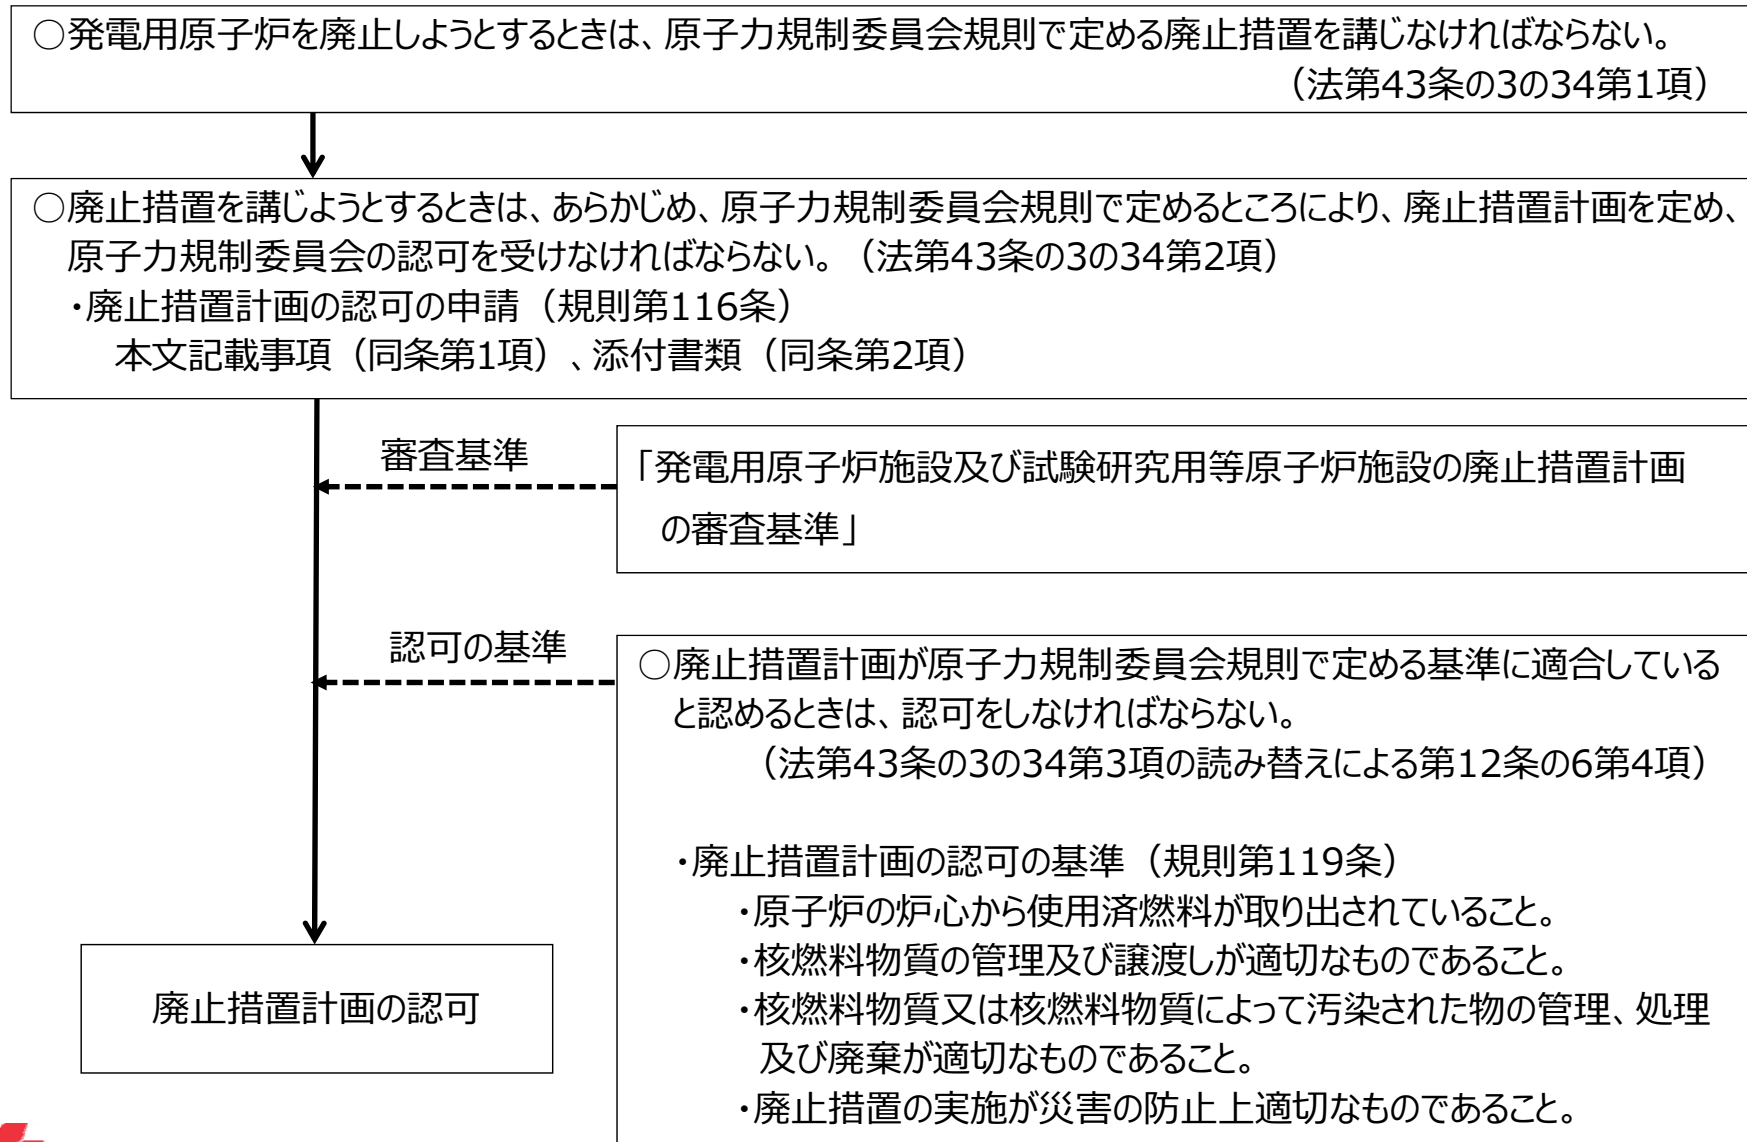 ○発電用原子炉を廃止しようとするときは、原子力規制委員会規則で定める廃止措置を講じなければならない。
（法第43条の3の34第1項）
○廃止措置を講じようとするときは、あらかじめ、原子力規制委員会規則で定めるところにより、廃止措置計画を定め、
原子力規制委員会の認可を受けなければならない。（法第43条の3の34第2項）
・廃止措置計画の認可の申請（規則第116条）
本文記載事項（同条第1項）、添付書類（同条第2項）
審査基準
「発電用原子炉施設及び試験研究用等原子炉施設の廃止措置計画
の審査基準」
認可の基準
○廃止措置計画が原子力規制委員会規則で定める基準に適合している
と認めるときは、認可をしなければならない。
（法第43条の3の34第3項の読み替えによる第12条の6第4項）
・廃止措置計画の認可の基準（規則第119条）
・原子炉の炉心から使用済燃料が取り出されていること。
・核燃料物質の管理及び譲渡しが適切なものであること。
・核燃料物質又は核燃料物質によって汚染された物の管理、処理
及び廃棄が適切なものであること。
・廃止措置の実施が災害の防止上適切なものであること。
廃止措置計画の認可